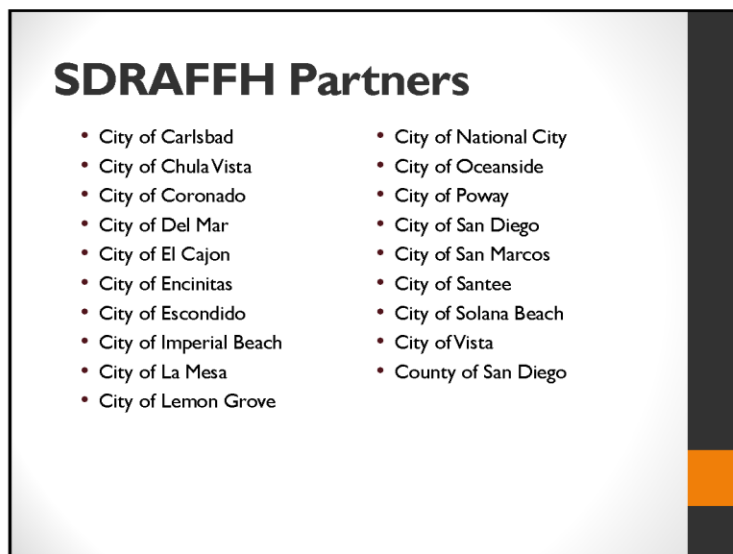 SDRAFFH Partners
• City of Carlsbad
• City of Chula Vista
• City of Coronado
• City of Del Mar
• City of El Cajon
• City of Encinitas
• City of Escondido
• City of Imperial Beach
• City of La Mesa
• City of Lemon Grove
• City of National City
• City of Oceanside
• City of Poway
• City of San Diego
• City of San Marcos
• City of Santee
• City of Solana Beach
• City of Vista
• County of San Diego